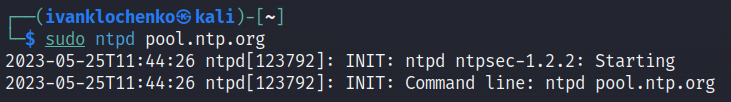 ┌──(ivanklochenko㉿kali)-[~]
└─$ sudo ntpd pool.ntp.org
2023-05-25T11:44:26 ntpd[123792]: INIT: ntpd ntpsec-1.2.2: Starting
2023-05-25T11:44:26 ntpd[123792]: INIT: Command line: ntpd pool.ntp.org